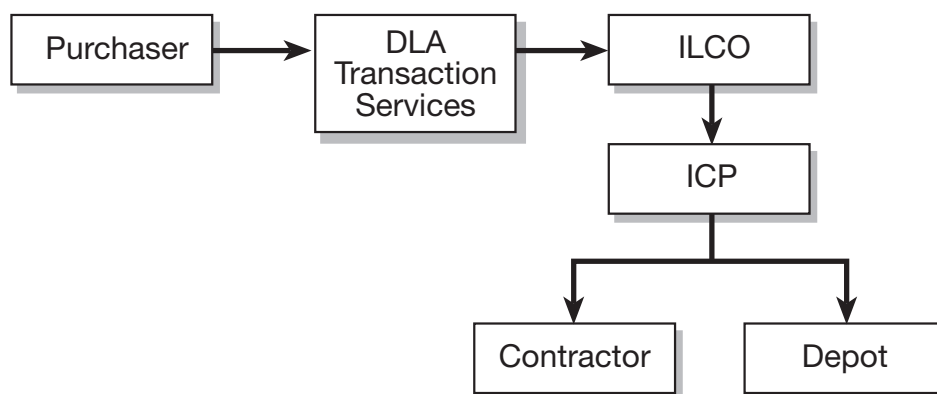 Purchaser
DLA
Transaction
Services
ILCO
ICP
Contractor
Depot